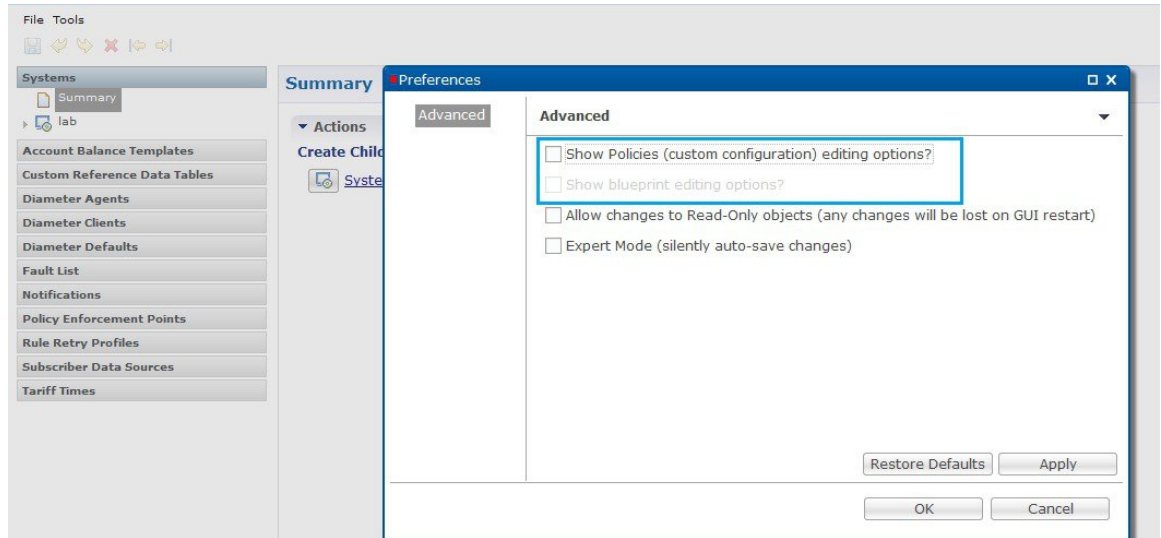 File Tools
Systems
Summary
lab
Account Balance Templates
Custom Reference Data Tables
Diameter Agents
Diameter Clients
Diameter Defaults
Fault List
Notifications
Policy Enforcement Points
Rule Retry Profiles
Subscriber Data Sources
Tariff Times
Summary
Actions
Create Child
Syste
Preferences
Advanced
Advanced
Show Policies (custom configuration) editing options?
Show blueprint editing options?
Allow changes to Read-Only objects (any changes will be lost on GUI restart)
Expert Mode (silently auto-save changes)
Restore Defaults Apply
OK Cancel